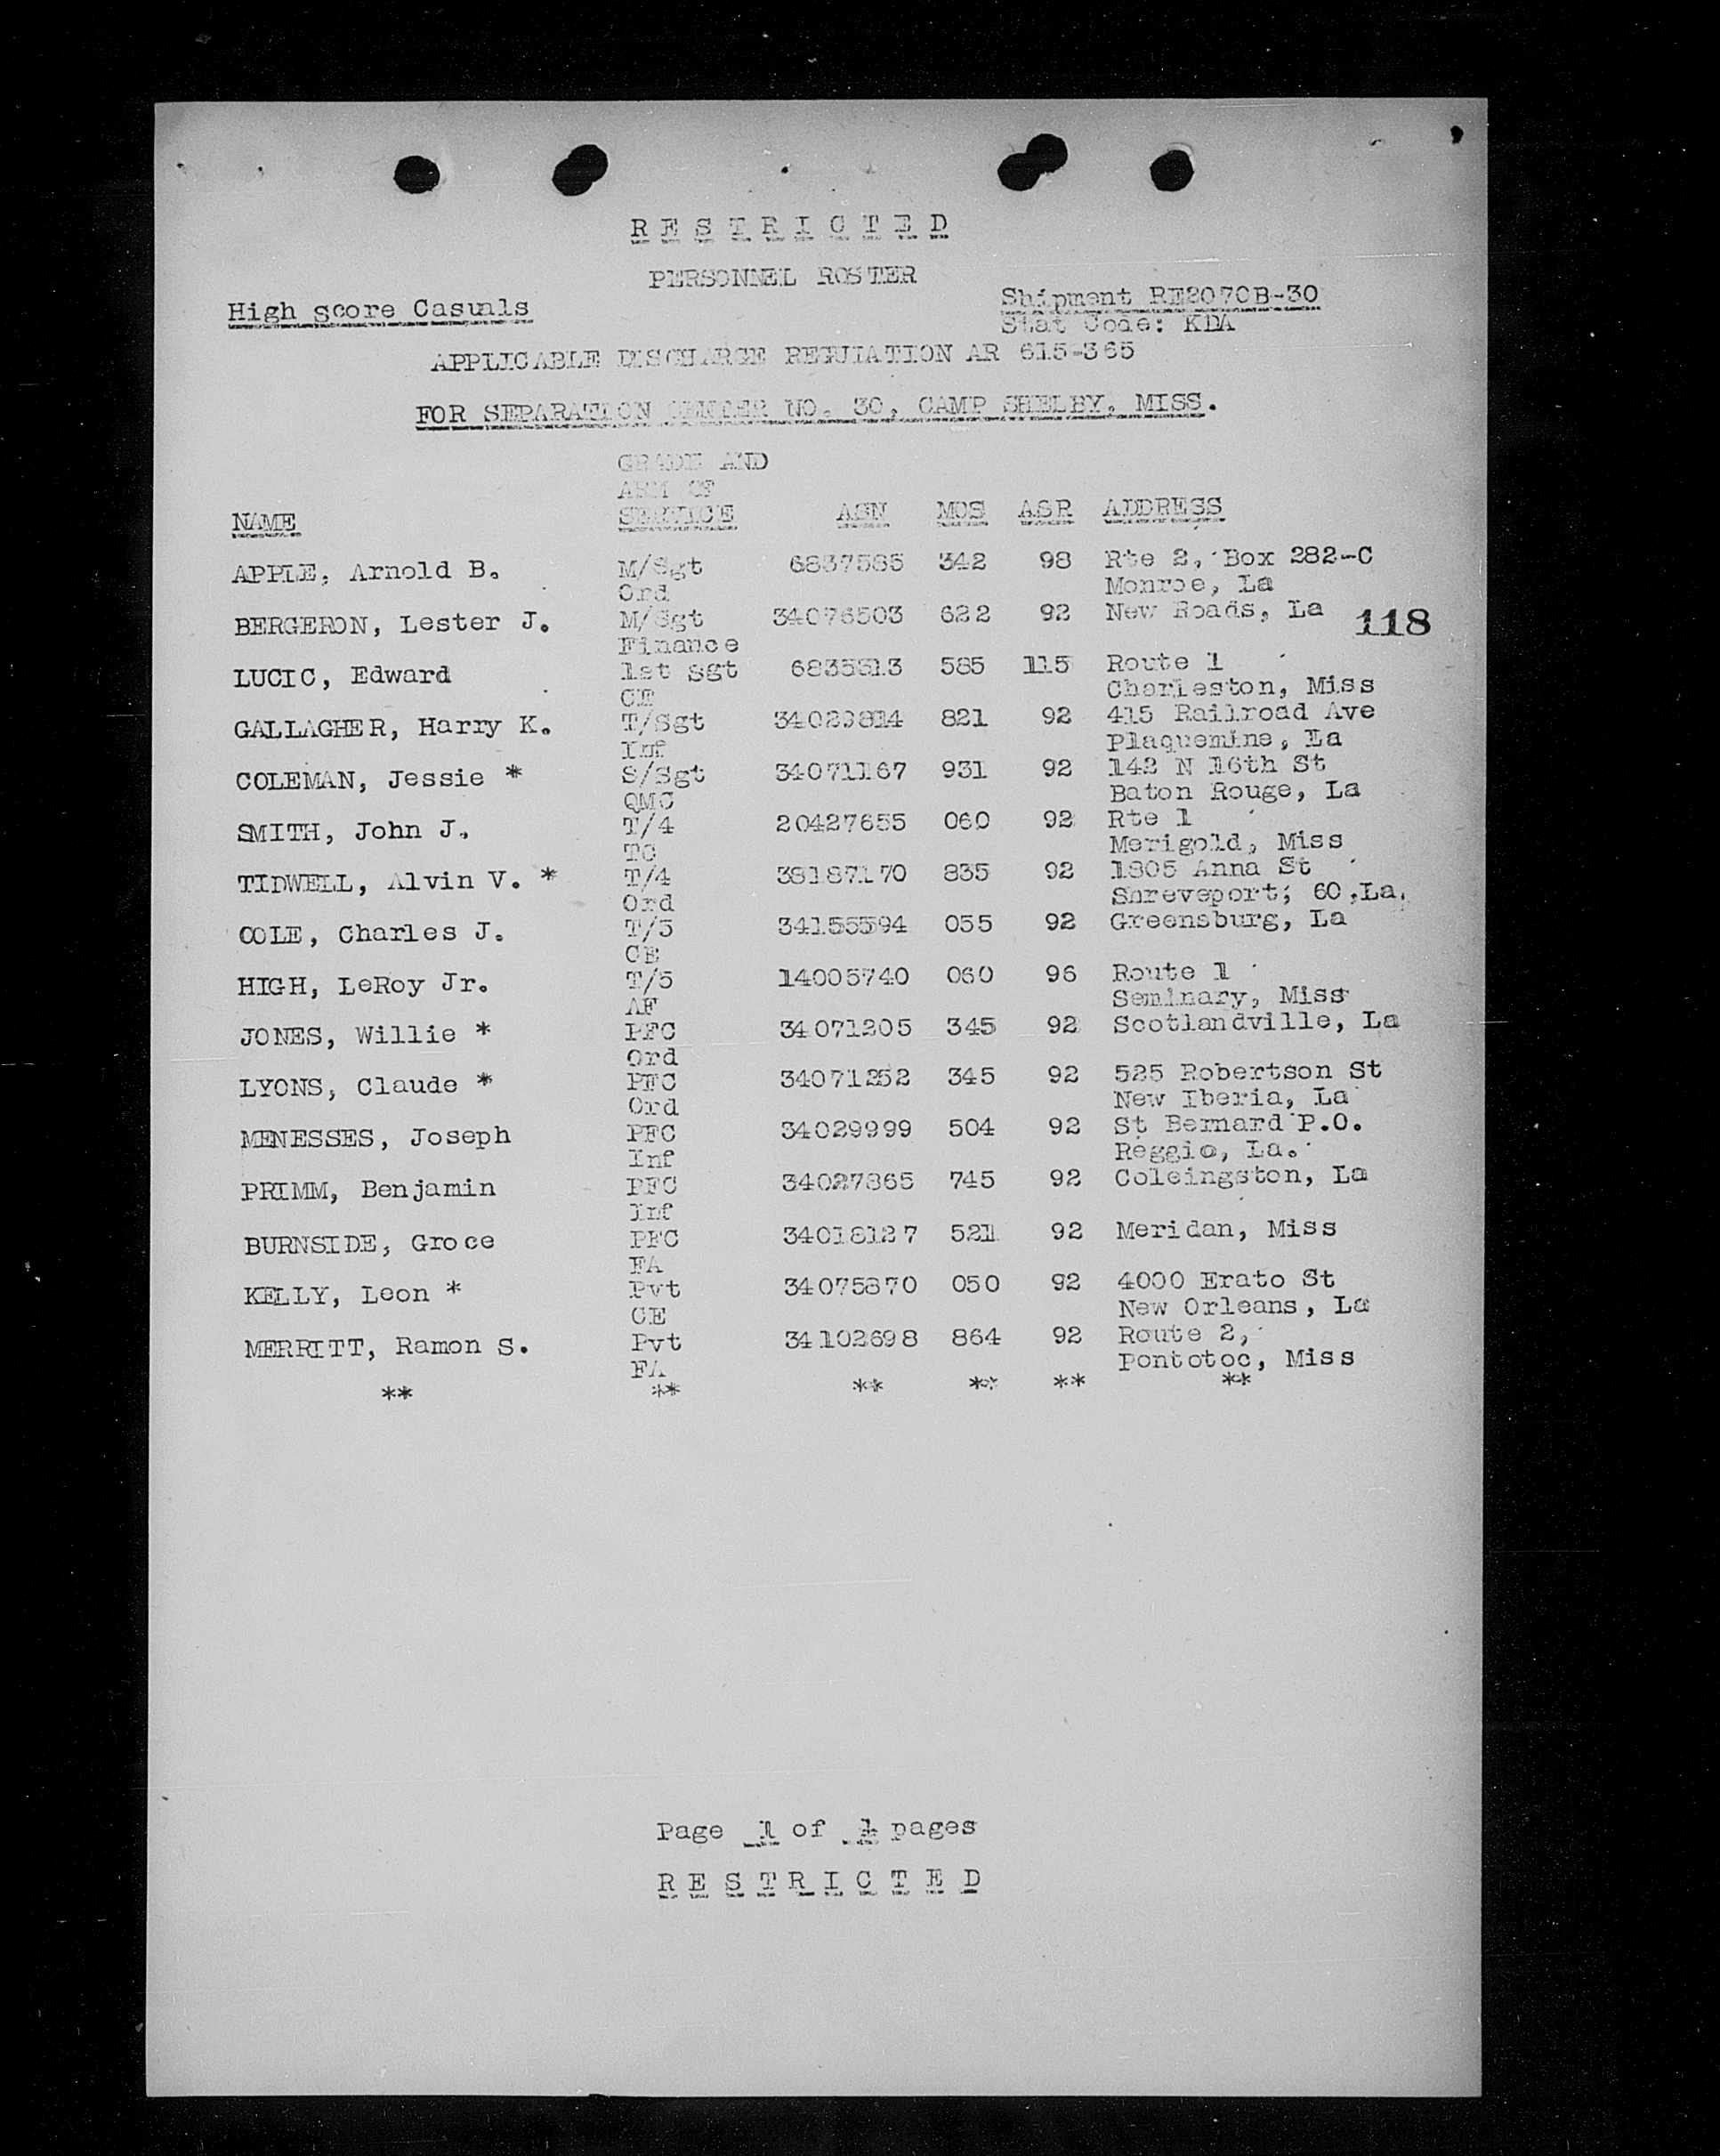 R E S T R I C T E D
PERSONNEL ROSTER
High score Casuals Shipment RE2070B-30
Stat Code: KDA
APPLICABLE DISCHARGE REGULATION AR 615-365
FOR SEPARATION CENTER NO. 30, CAMP SHELBY, MISS.
GRADE AND
ARM OF
NAME SERVICE ASN MOS ASR ADDRESS
APPLE, Arnold B. M/Sgt 6837585 342 98 Rte 2, Box 282-C
Ord Monroe, La
BERGERON, Lester J. M/Sgt 34076503 622 92 New Roads, La 118
Finance
LUCIC, Edward 1st sgt 6835313 585 115 Route 1
CE Charleston, Miss
GALLAGHER, Harry K. T/Sgt 34029814 821 92 415 Railroad Ave
Inf Plaquemine, La
COLEMAN, Jessie * S/Sgt 34071167 931 92 142 N 16th St
QMC Baton Rouge, La
SMITH, John J. T/4 20427655 060 92 Rte 1
TC Merigold, Miss
TIDWELL, Alvin V. * T/4 38187170 835 92 1805 Anna St
Ord Shreveport; 60,La.
COLE, Charles J. T/5 34155594 055 92 Greensburg, La
CE
HIGH, LeRoy Jr. T/5 14005740 060 96 Route 1
AF Seminary, Miss
JONES, Willie * PFC 34071205 345 92 Scotlandville, La
Ord
LYONS, Claude * PFC 34071252 345 92 525 Robertson St
Ord New Iberia, La
MENESSES, Joseph PFC 34029999 504 92 St Bernard P.O.
Inf Reggio, La.
PRIMM, Benjamin PFC 34027865 745 92 Coleingston, La
Inf
BURNSIDE, Groce PFC 34018127 521 92 Meridan, Miss
FA
KELLY, Leon * Pvt 34075870 050 92 4000 Erato St
CE New Orleans, La
MERRITT, Ramon S. Pvt 34102698 864 92 Route 2,
FA Pontotoc, Miss
** ** ** ** ** **
Page 1 of 1 pages
R E S T R I C T E D